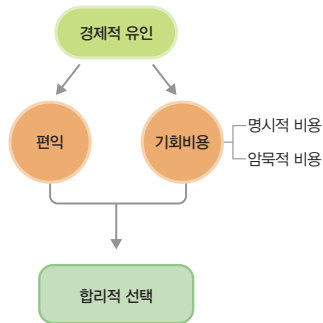 경제적 유인
편익
기회비용
명시적 비용
암묵적 비용
합리적 선택